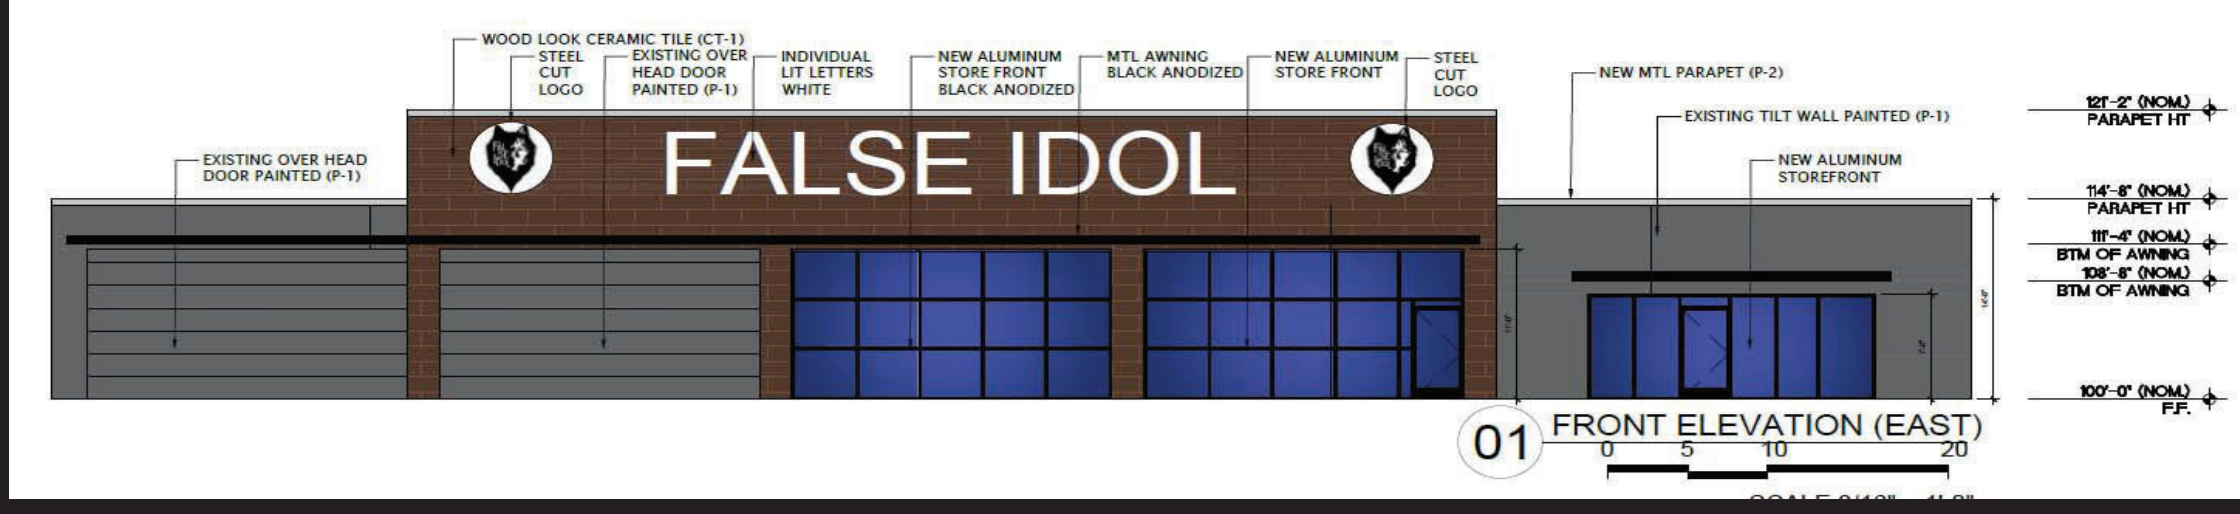 WOOD LOOK CERAMIC TILE (CT-1)
STEEL
CUT
LOGO
EXISTING OVER
HEAD DOOR
PAINTED (P-1)
INDIVIDUAL
LIT LETTERS
WHITE
NEW ALUMINUM
STORE FRONT
BLACK ANODIZED
MTL AWNING
BLACK ANODIZED
NEW ALUMINUM
STORE FRONT
STEEL
CUT
LOGO
NEW MTL PARAPET (P-2)
EXISTING TILT WALL PAINTED (P-1)
NEW ALUMINUM
STOREFRONT
EXISTING OVER HEAD
DOOR PAINTED (P-1)
FALSE IDOL
121'-2" (NOM.)
PARAPET HT
114'-8" (NOM.)
PARAPET HT
111'-4" (NOM.)
BTM OF AWNING
108'-8" (NOM.)
BTM OF AWNING
100'-0" (NOM.)
F.F.
01
FRONT ELEVATION (EAST)
0 5 10 20